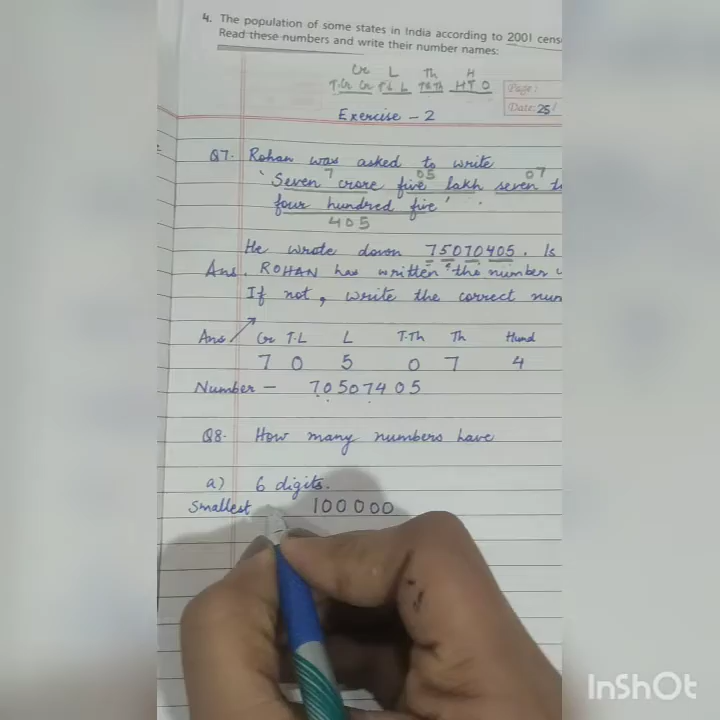 4. The population of some states in India according to 2001 cens
Read these numbers and write their number names:
Cr L Th H
T.Cr Cr T.L L T.Th Th H T O
Page:
Date: 25/
Exercise - 2
Q7. Rohan was asked to write
7 05 07
'Seven crore five lakh seven th
four hundred five'
405
He wrote down 75070405. Is
Ans. ROHAN has written the number
If not, write the correct num
Ans Cr T.L L T.Th Th Hund
7 0 5 0 7 4
Number - 70507405
Q8. How many numbers have
a) 6 digits.
Smallest 100000
InShOt